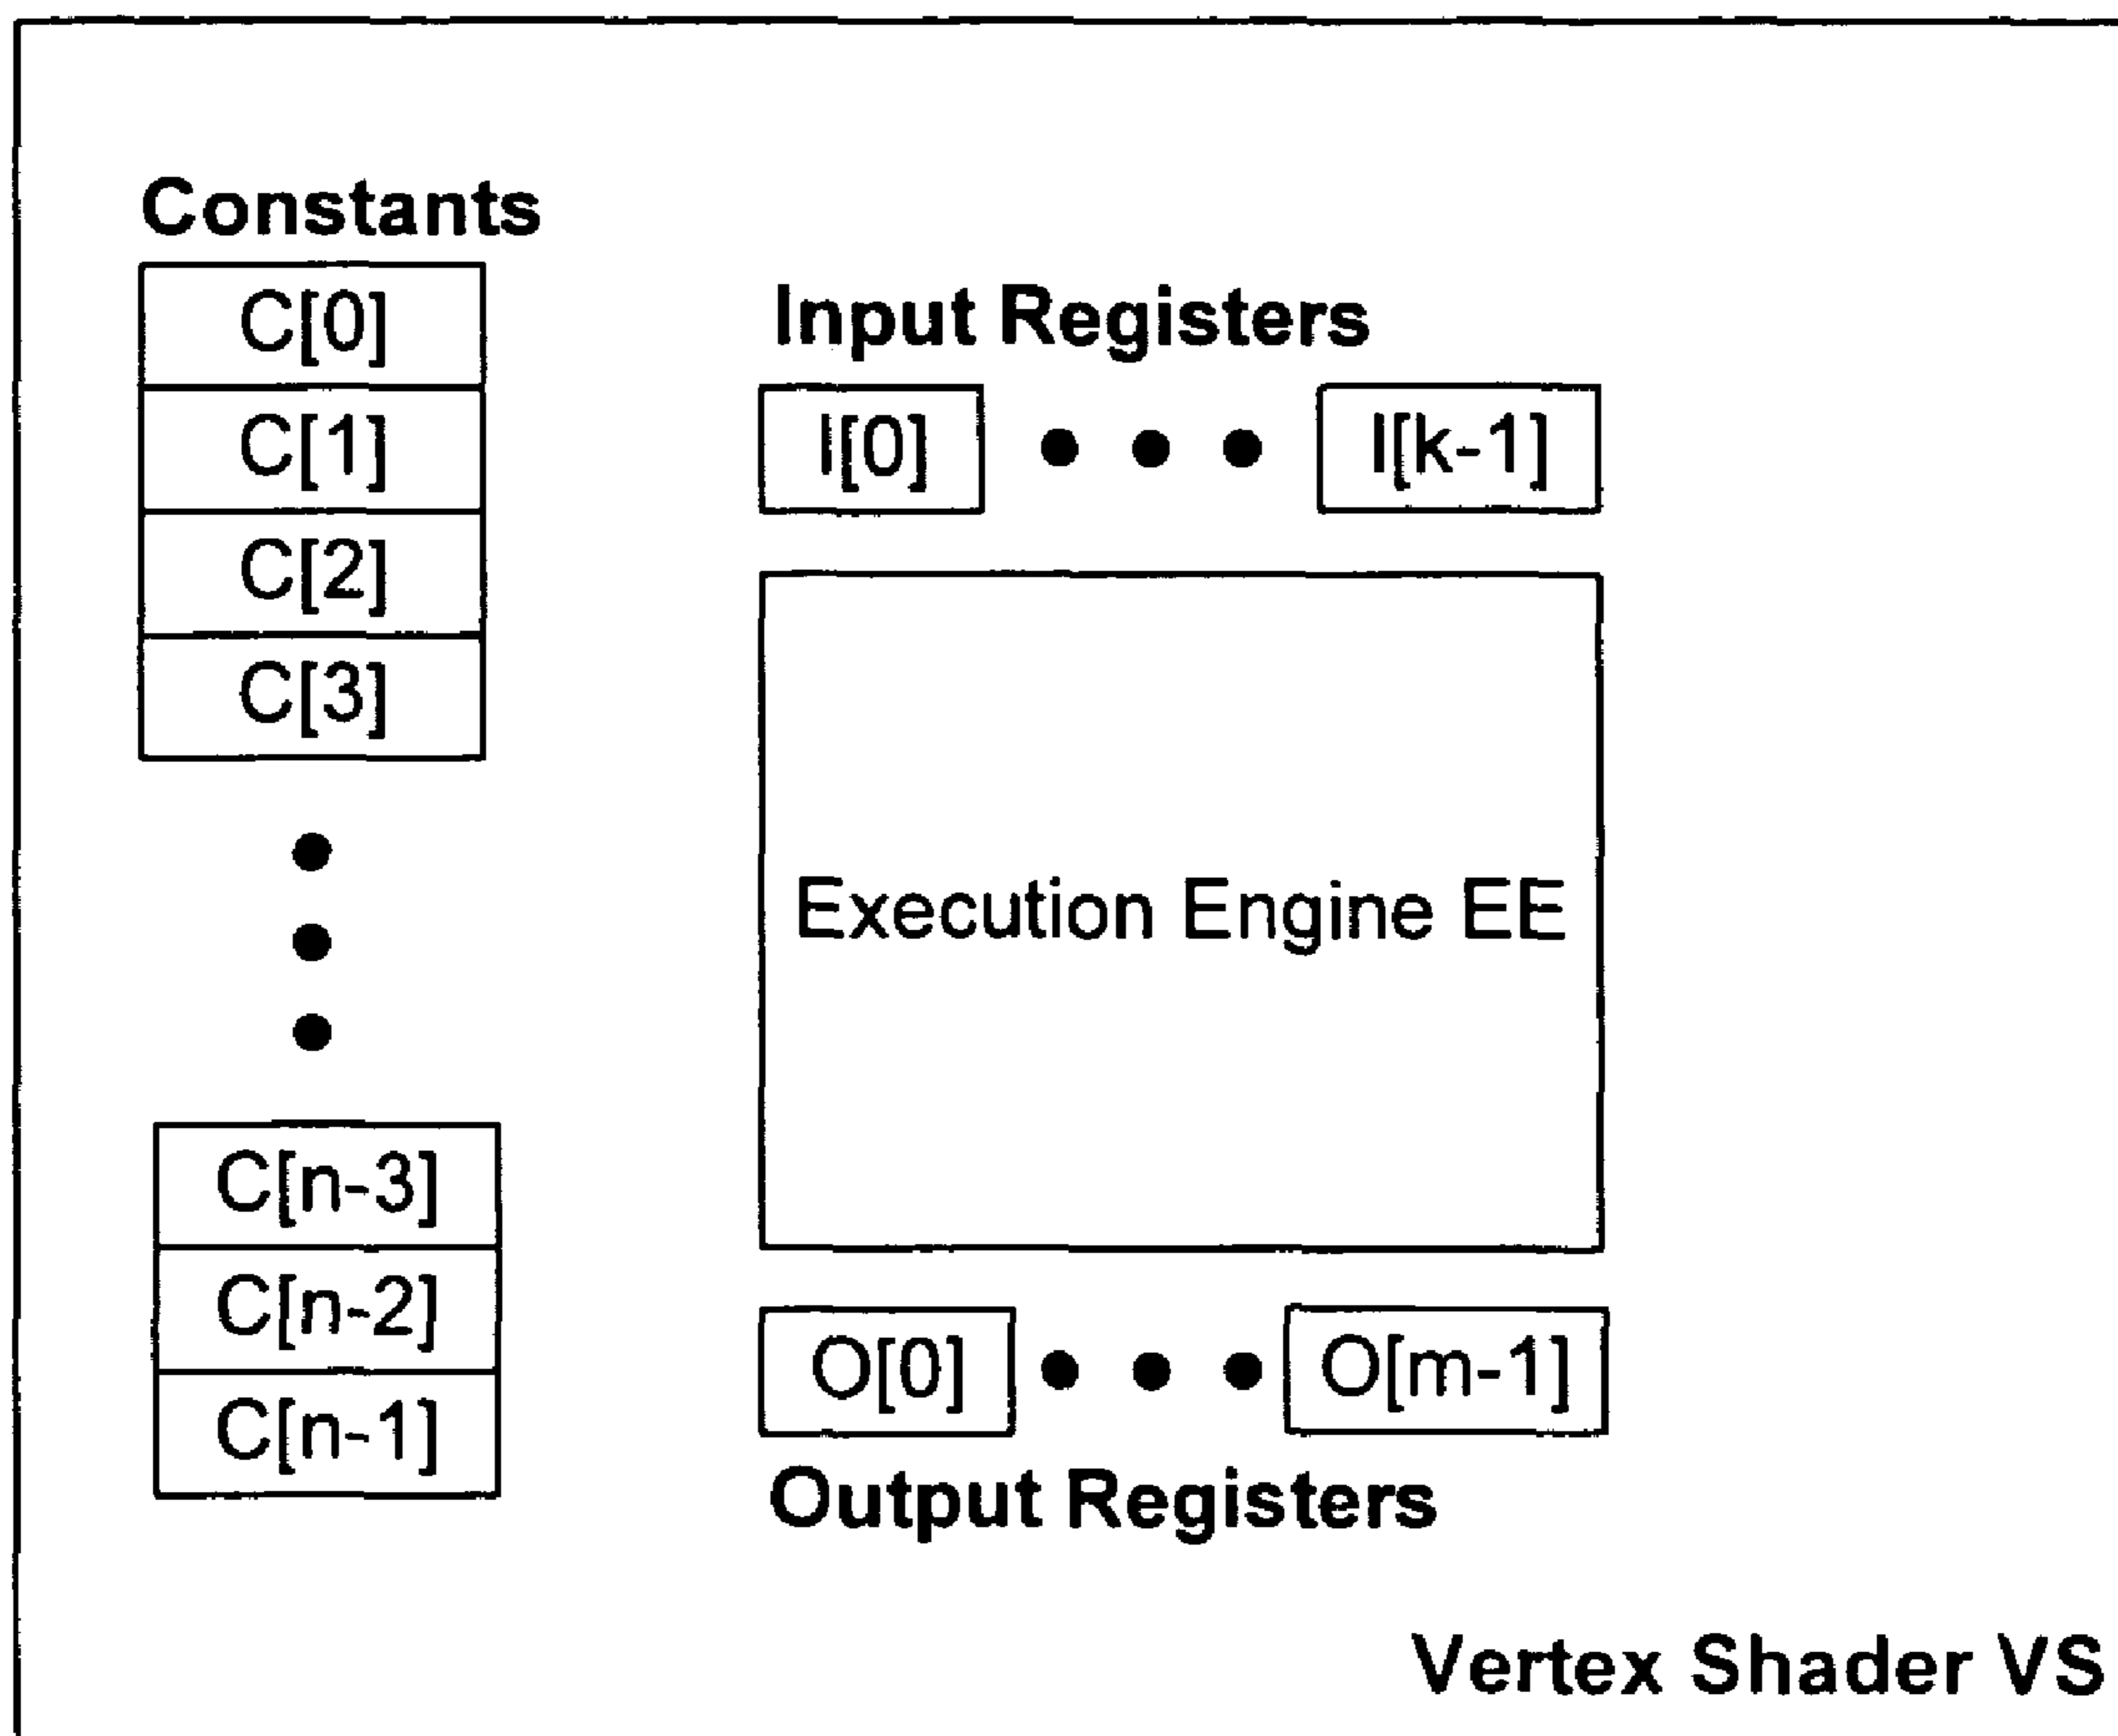 Constants
C[0]
C[1]
C[2]
C[3]
C[n-3]
C[n-2]
C[n-1]
Input Registers
I[0] ● ● ● I[k-1]
Execution Engine EE
O[0] ● ● ● O[m-1]
Output Registers
Vertex Shader VS